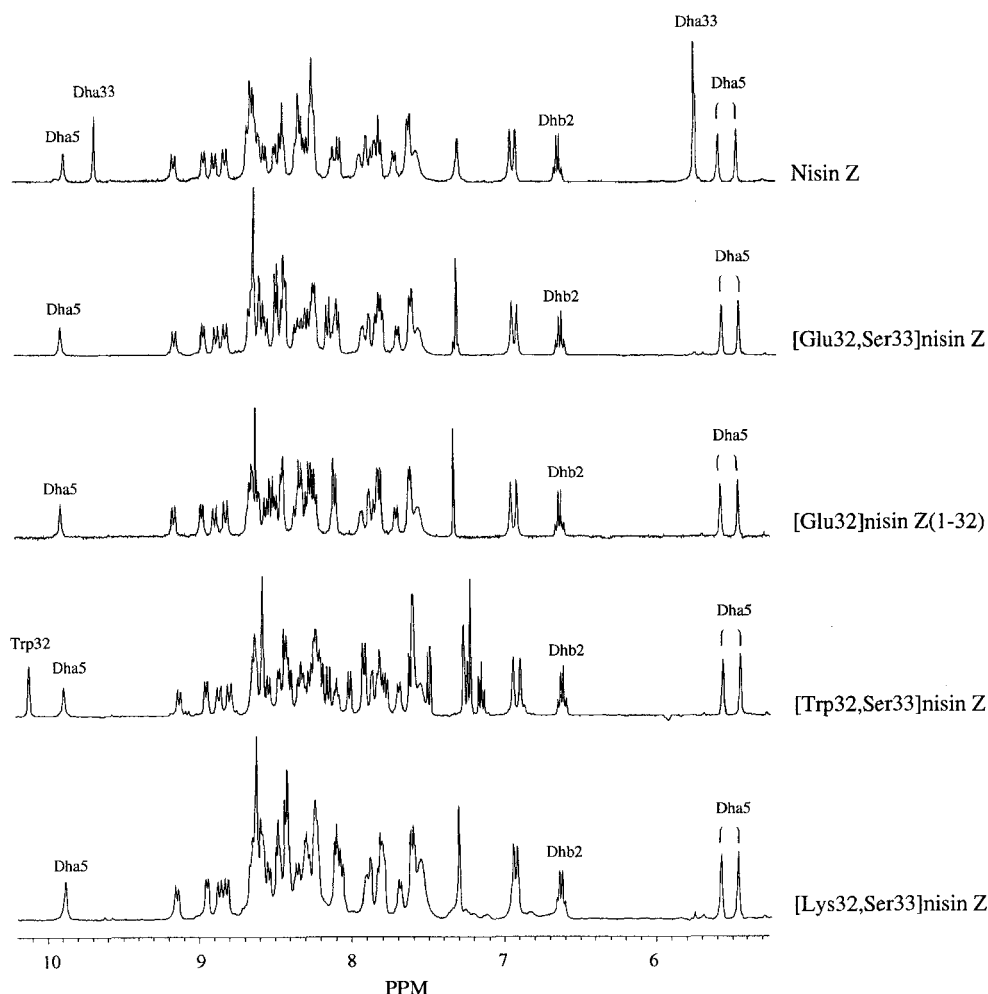 Dha33
Dha5
Dha33
Dha5
Dhb2
Nisin Z
Dha5
Dha5
Dhb2
[Glu32,Ser33]nisin Z
Dha5
Dha5
Dhb2
[Glu32]nisin Z(1-32)
Trp32
Dha5
Dha5
Dhb2
[Trp32,Ser33]nisin Z
Dha5
Dha5
Dhb2
[Lys32,Ser33]nisin Z
10 9 8 7 6
PPM